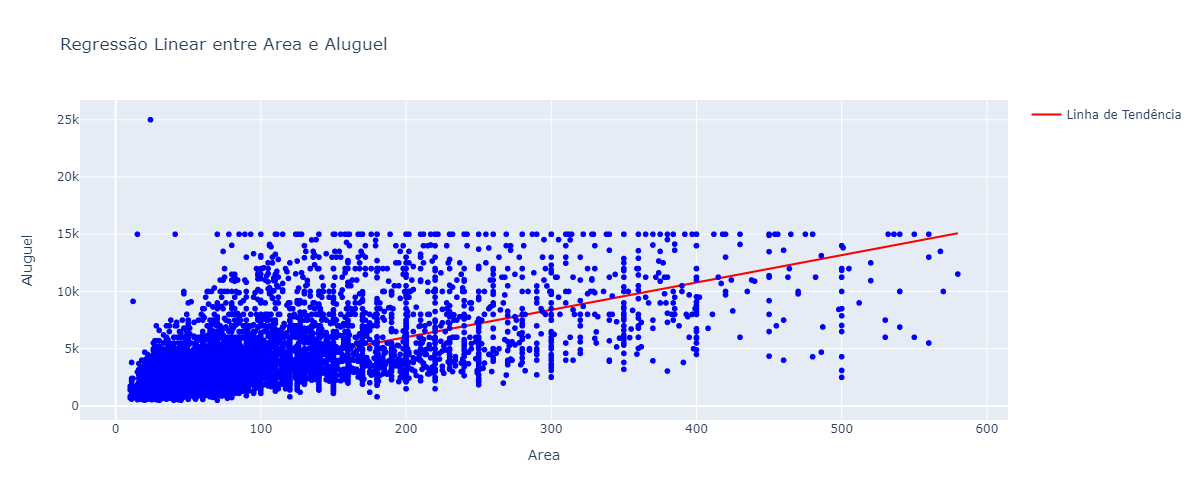 Regressão Linear entre Area e Aluguel
Linha de Tendência
25k
20k
15k
10k
5k
0
Aluguel
0
100
200
300
400
500
600
Area